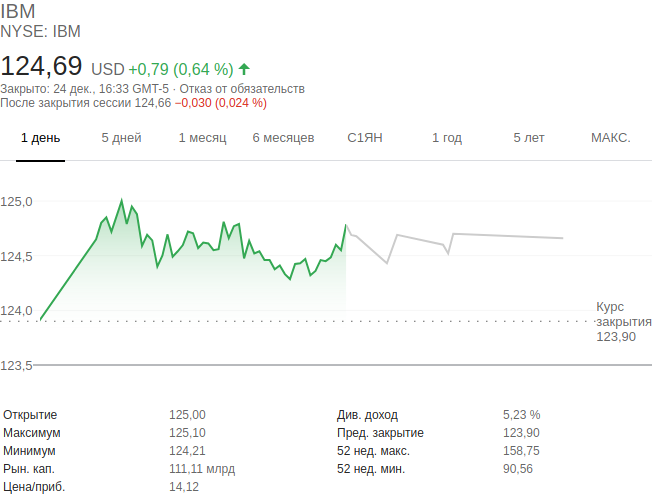 IBM
NYSE: IBM
124,69 USD +0,79 (0,64 %)
Закрыто: 24 дек., 16:33 GMT-5 · Отказ от обязательств
После закрытия сессии 124,66 −0,030 (0,024 %)
1 день 5 дней 1 месяц 6 месяцев С1ЯН 1 год 5 лет МАКС.
125,0
124,5
124,0
Курс
закрытия
123,90
123,5
Открытие 125,00 Див. доход 5,23 %
Максимум 125,10 Пред. закрытие 123,90
Минимум 124,21 52 нед. макс. 158,75
Рын. кап. 111,11 млрд 52 нед. мин. 90,56
Цена/приб. 14,12